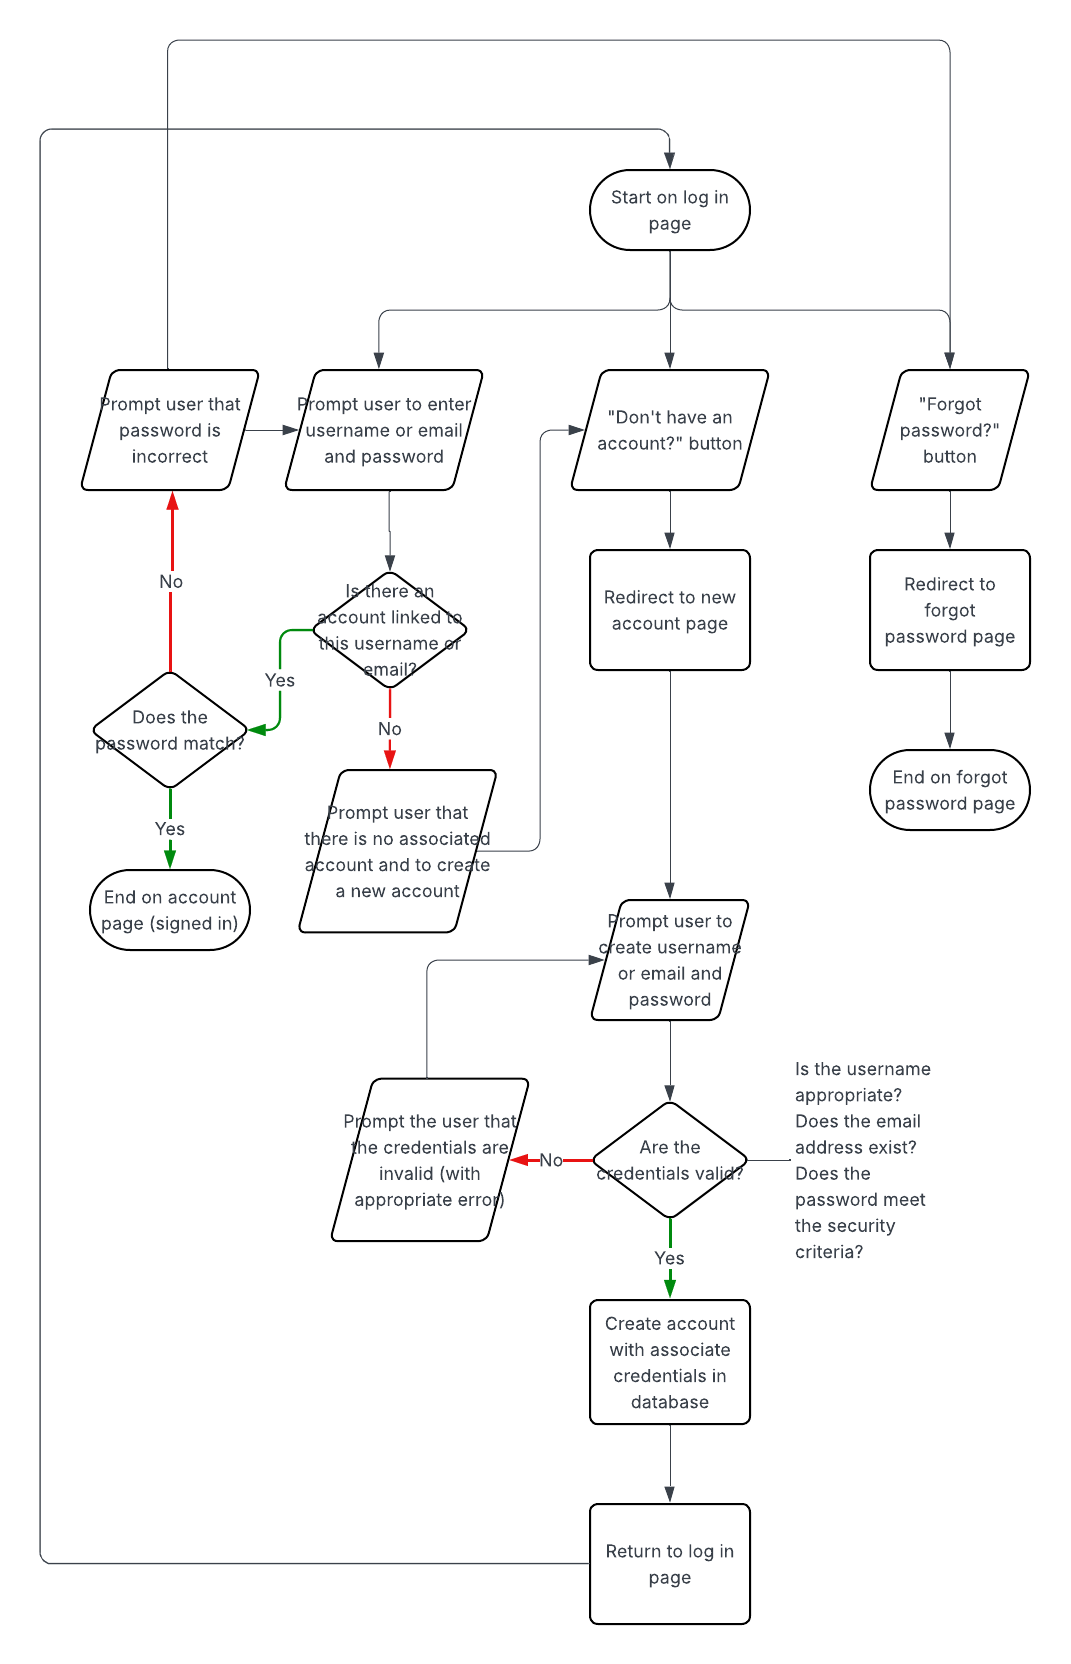 Start on log in
page
Prompt user that
password is
incorrect
Prompt user to enter
username or email
and password
"Don't have an
account?" button
"Forgot
password?"
button
No
Is there an
account linked to
this username or
email?
Redirect to new
account page
Redirect to
forgot
password page
Yes
Does the
password match?
No
End on forgot
password page
Yes
Prompt user that
there is no associated
account and to create
a new account
End on account
page (signed in)
Prompt user to
create username
or email and
password
Prompt the user that
the credentials are
invalid (with
appropriate error)
No
Are the
credentials valid?
Is the username
appropriate?
Does the email
address exist?
Does the
password meet
the security
criteria?
Yes
Create account
with associate
credentials in
database
Return to log in
page